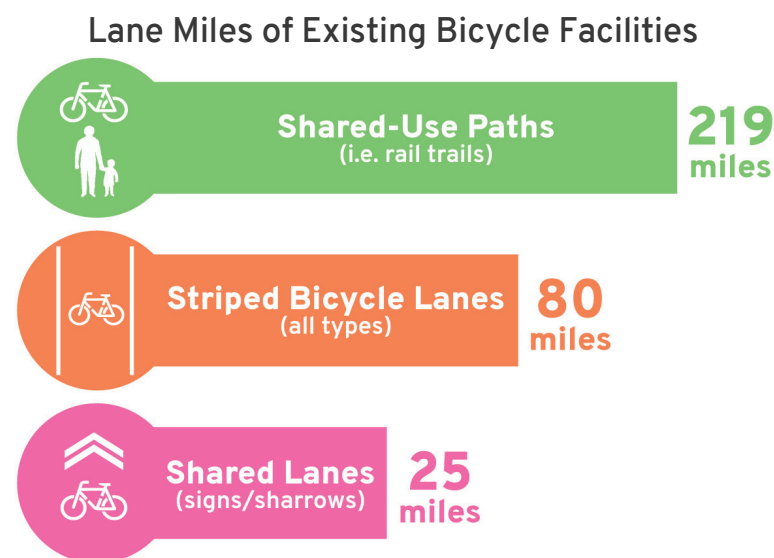 Lane Miles of Existing Bicycle Facilities
Shared-Use Paths
(i.e. rail trails)
219
miles
Striped Bicycle Lanes
(all types)
80
miles
Shared Lanes
(signs/sharrows)
25
miles